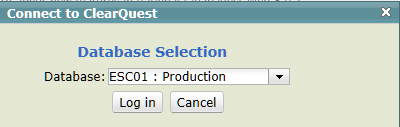 Connect to ClearQuest
Database Selection
Database: ESC01 : Production
Log in Cancel